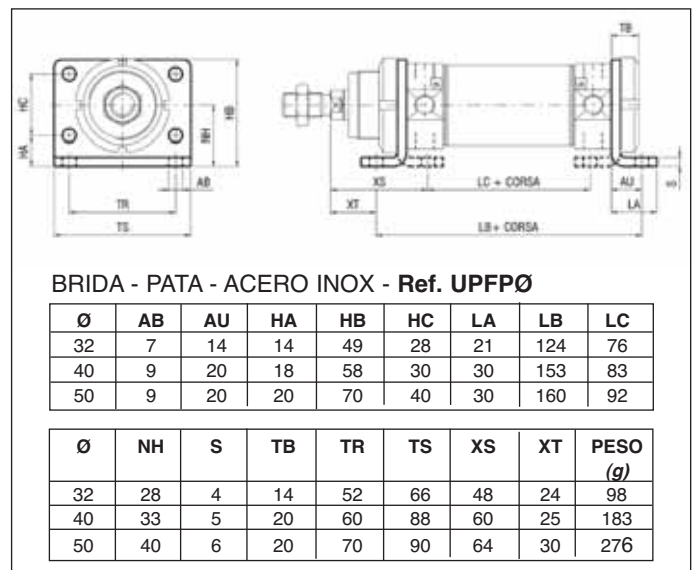 TB
HC
HA
HB
NH
AB
TR
TS
XS
LC + CORSA
AU
S
XT
LA
LB+ CORSA
BRIDA - PATA - ACERO INOX - Ref. UPFPØ
Ø AB AU HA HB HC LA LB LC
32 7 14 14 49 28 21 124 76
40 9 20 18 58 30 30 153 83
50 9 20 20 70 40 30 160 92
Ø NH S TB TR TS XS XT PESO
(g)
32 28 4 14 52 66 48 24 98
40 33 5 20 60 88 60 25 183
50 40 6 20 70 90 64 30 276